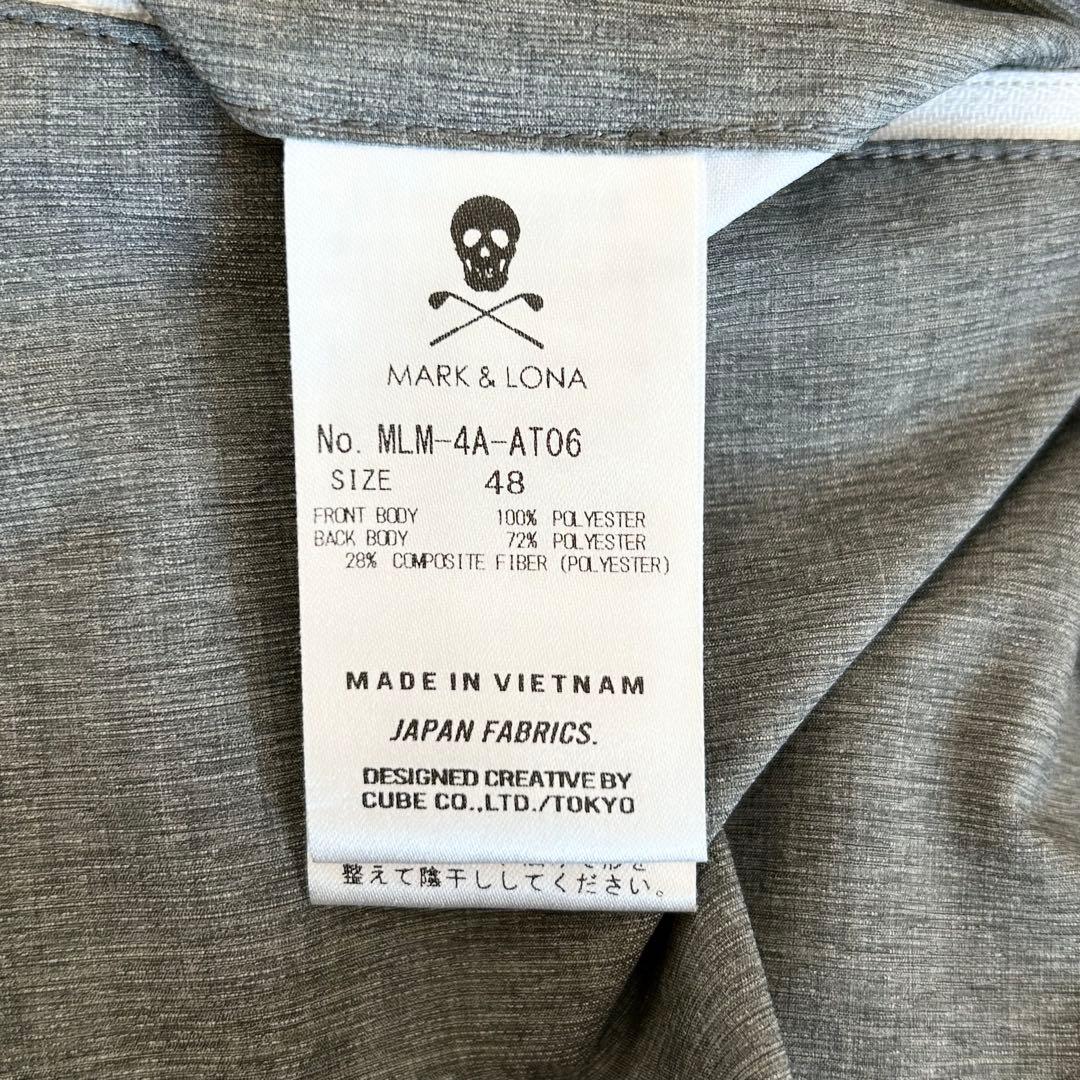 MARK & LONA
No. MLM-4A-AT06
SIZE 48
FRONT BODY 100% POLYESTER
BACK BODY 72% POLYESTER
28% COMPOSITE FIBER (POLYESTER)
MADE IN VIETNAM
JAPAN FABRICS.
DESIGNED CREATIVE BY
CUBE CO.,LTD./TOKYO
整えて陰干ししてください。